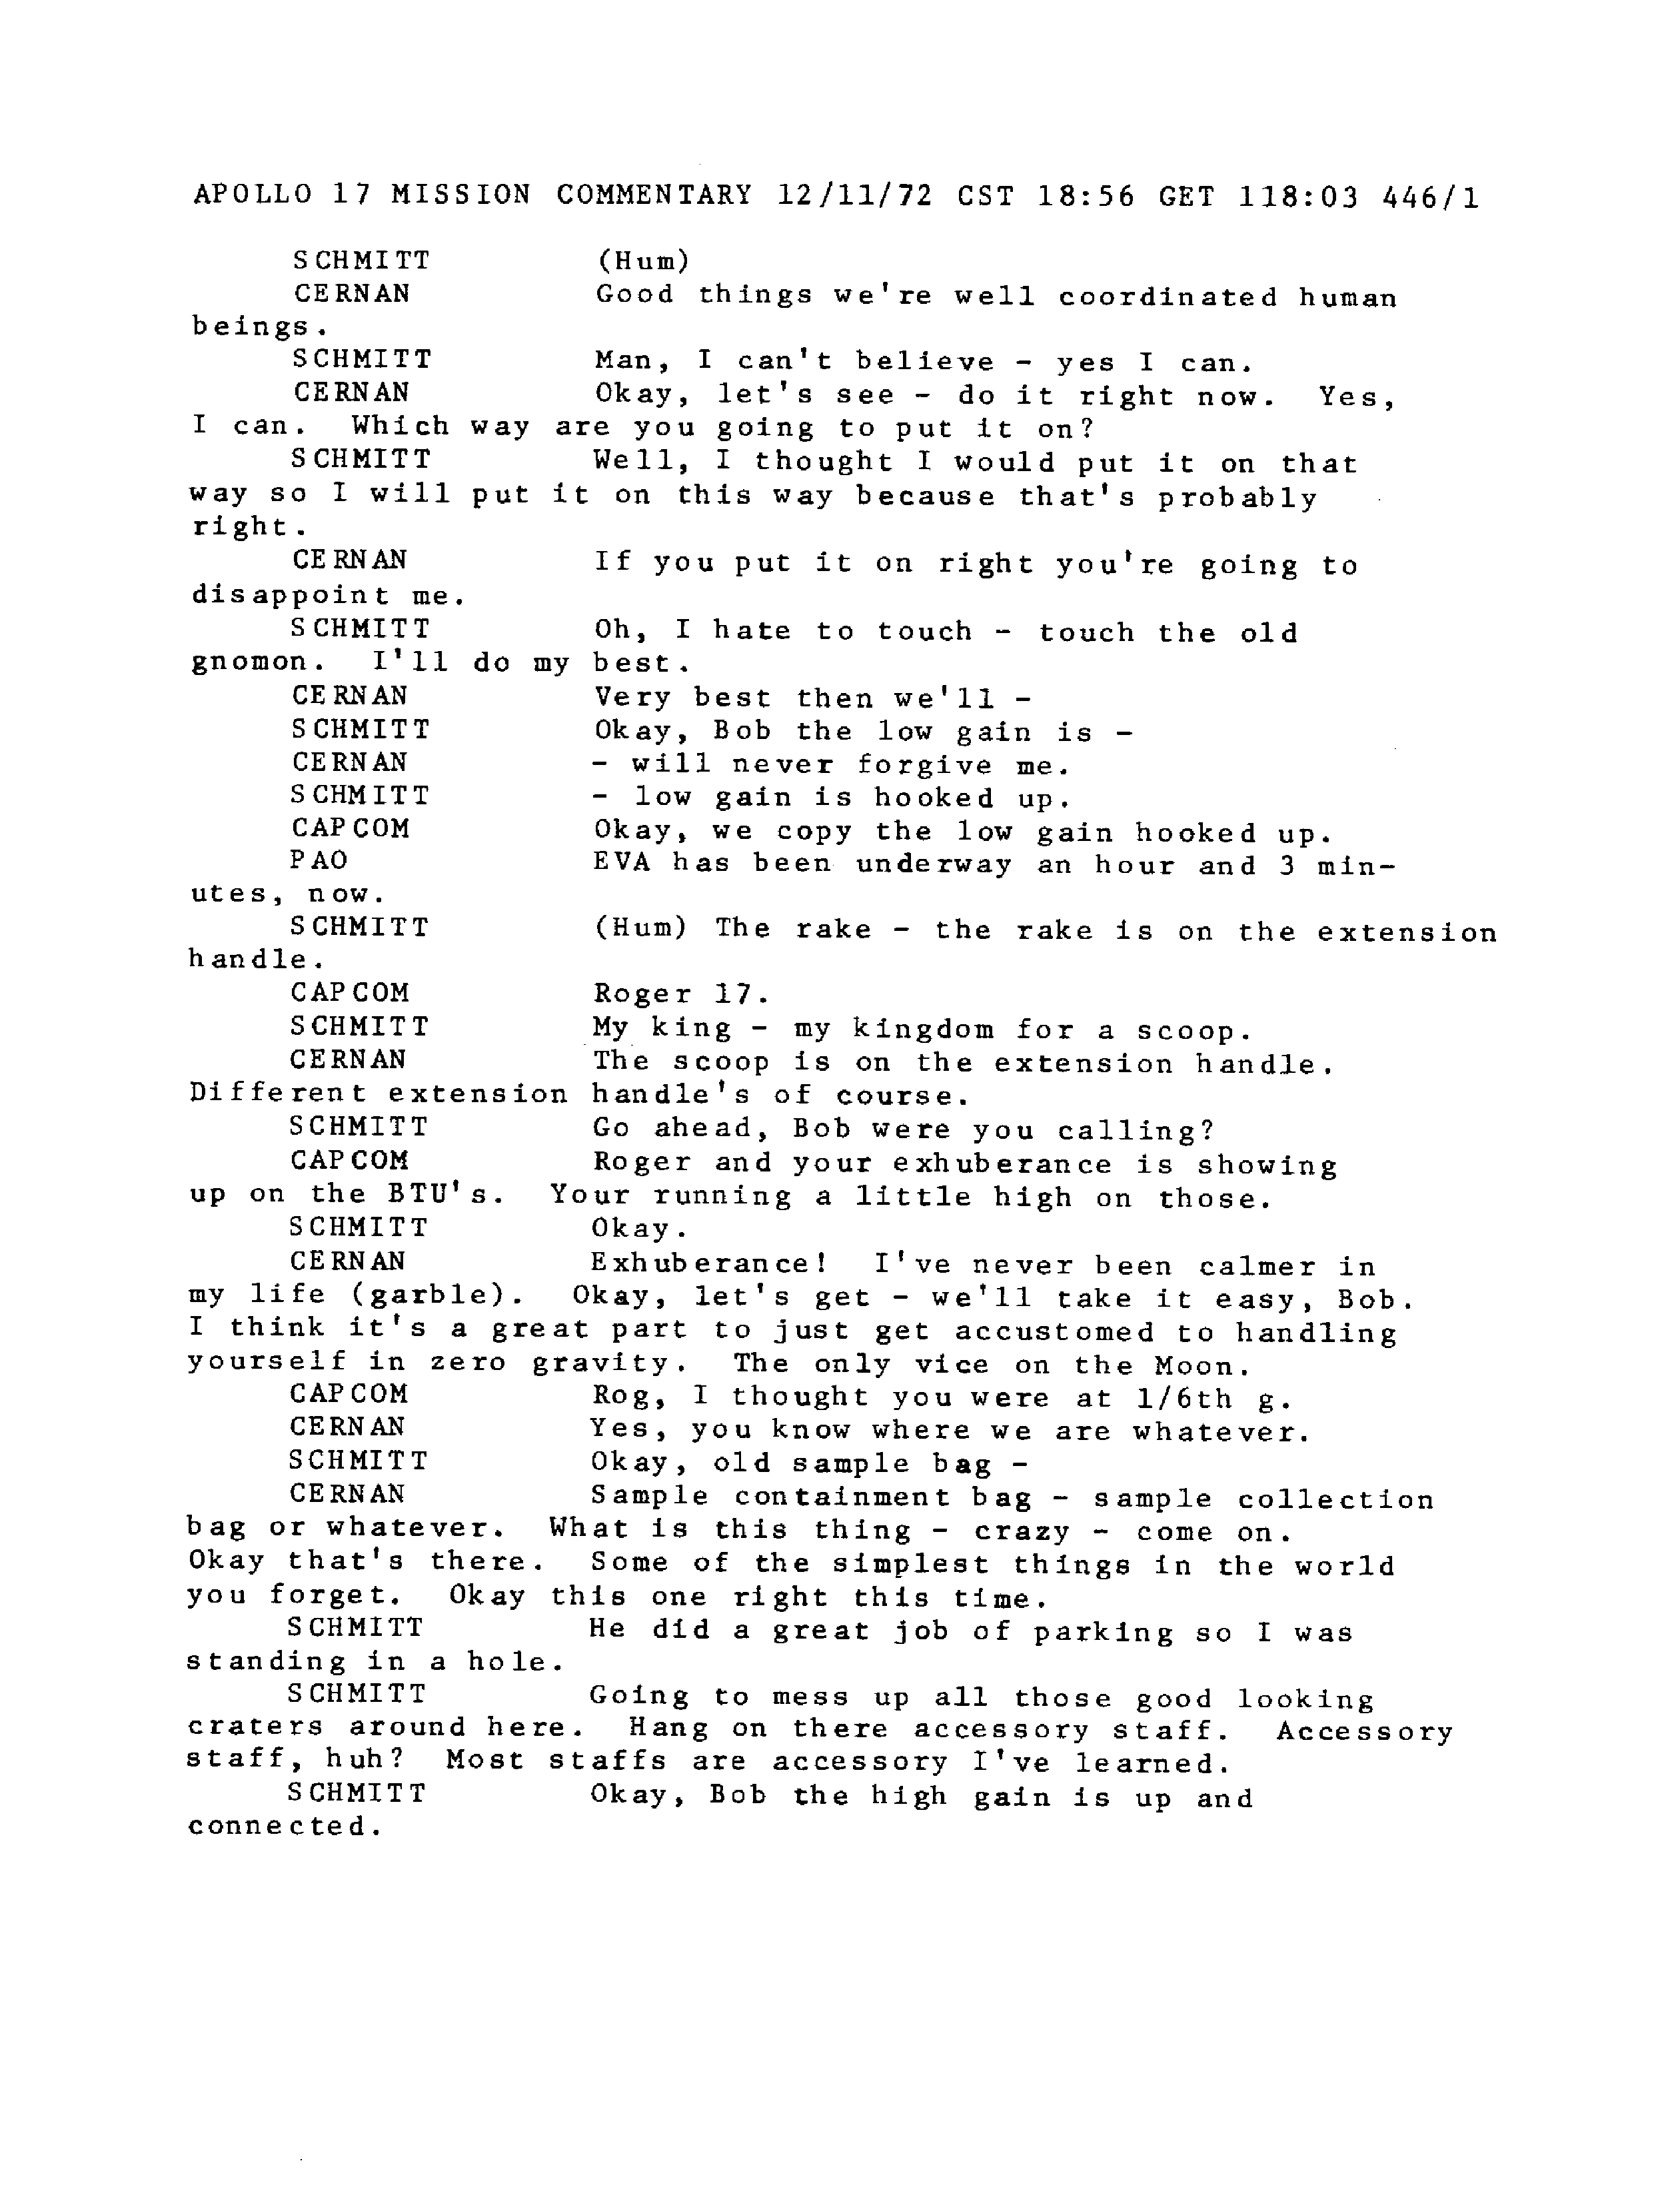 APOLLO 17 MISSION COMMENTARY 12/11/72 CST 18:56 GET 118:03 446/1
SCHMITT (Hum)
CERNAN Good things we're well coordinated human
beings.
SCHMITT Man, I can't believe - yes I can.
CERNAN Okay, let's see - do it right now. Yes,
I can. Which way are you going to put it on?
SCHMITT Well, I thought I would put it on that
way so I will put it on this way because that's probably
right.
CERNAN If you put it on right you're going to
disappoint me.
SCHMITT Oh, I hate to touch - touch the old
gnomon. I'll do my best.
CERNAN Very best then we'll -
SCHMITT Okay, Bob the low gain is -
CERNAN - will never forgive me.
SCHMITT - low gain is hooked up.
CAPCOM Okay, we copy the low gain hooked up.
PAO EVA has been underway an hour and 3 min-
utes, now.
SCHMITT (Hum) The rake - the rake is on the extension
handle.
CAPCOM Roger 17.
SCHMITT My king - my kingdom for a scoop.
CERNAN The scoop is on the extension handle.
Different extension handle's of course.
SCHMITT Go ahead, Bob were you calling?
CAPCOM Roger and your exhuberance is showing
up on the BTU's. Your running a little high on those.
SCHMITT Okay.
CERNAN Exhuberance! I've never been calmer in
my life (garble). Okay, let's get - we'll take it easy, Bob.
I think it's a great part to just get accustomed to handling
yourself in zero gravity. The only vice on the Moon.
CAPCOM Rog, I thought you were at 1/6th g.
CERNAN Yes, you know where we are whatever.
SCHMITT Okay, old sample bag -
CERNAN Sample containment bag - sample collection
bag or whatever. What is this thing - crazy - come on.
Okay that's there. Some of the simplest things in the world
you forget. Okay this one right this time.
SCHMITT He did a great job of parking so I was
standing in a hole.
SCHMITT Going to mess up all those good looking
craters around here. Hang on there accessory staff. Accessory
staff, huh? Most staffs are accessory I've learned.
SCHMITT Okay, Bob the high gain is up and
connected.